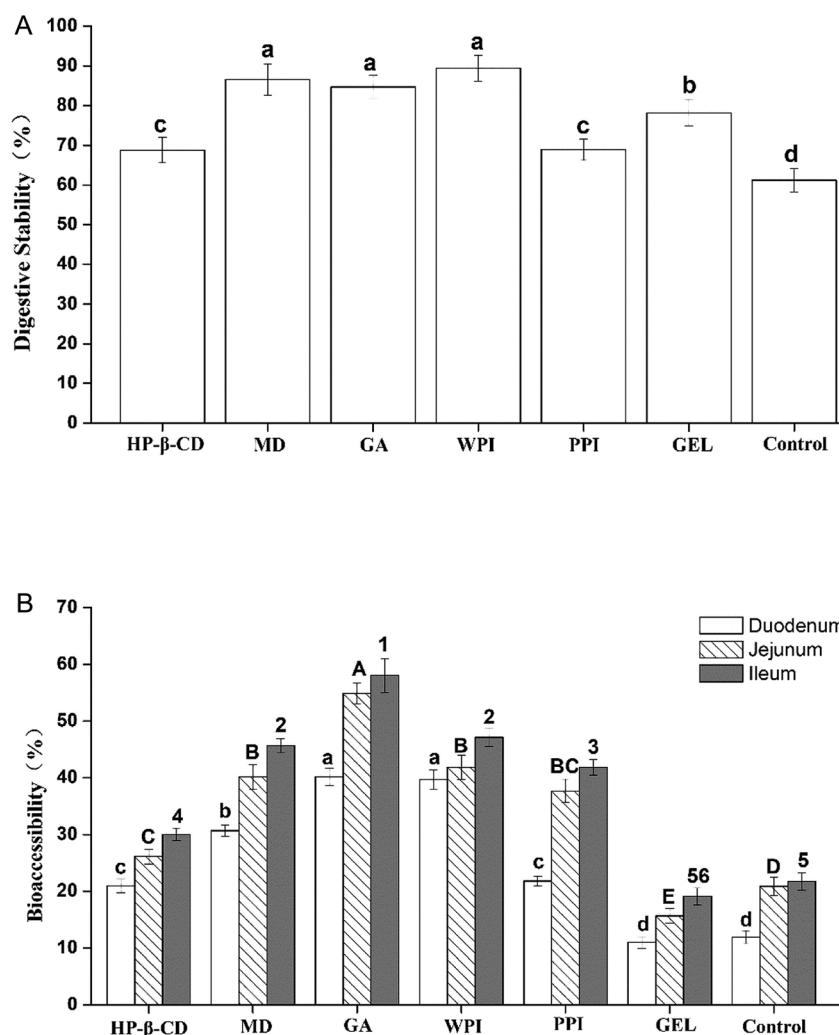 A
Digestive Stability (%)
100
90
80
70
60
50
40
30
20
10
0
c
a
a
a
c
b
d
HP-β-CD MD GA WPI PPI GEL Control
B
Bioaccessibility (%)
70
60
50
40
30
20
10
0
Duodenum
Jejunum
Ileum
c C 4
b B 2
a A 1
a B 2
c BC 3
d E 56
d D 5
HP-β-CD MD GA WPI PPI GEL Control